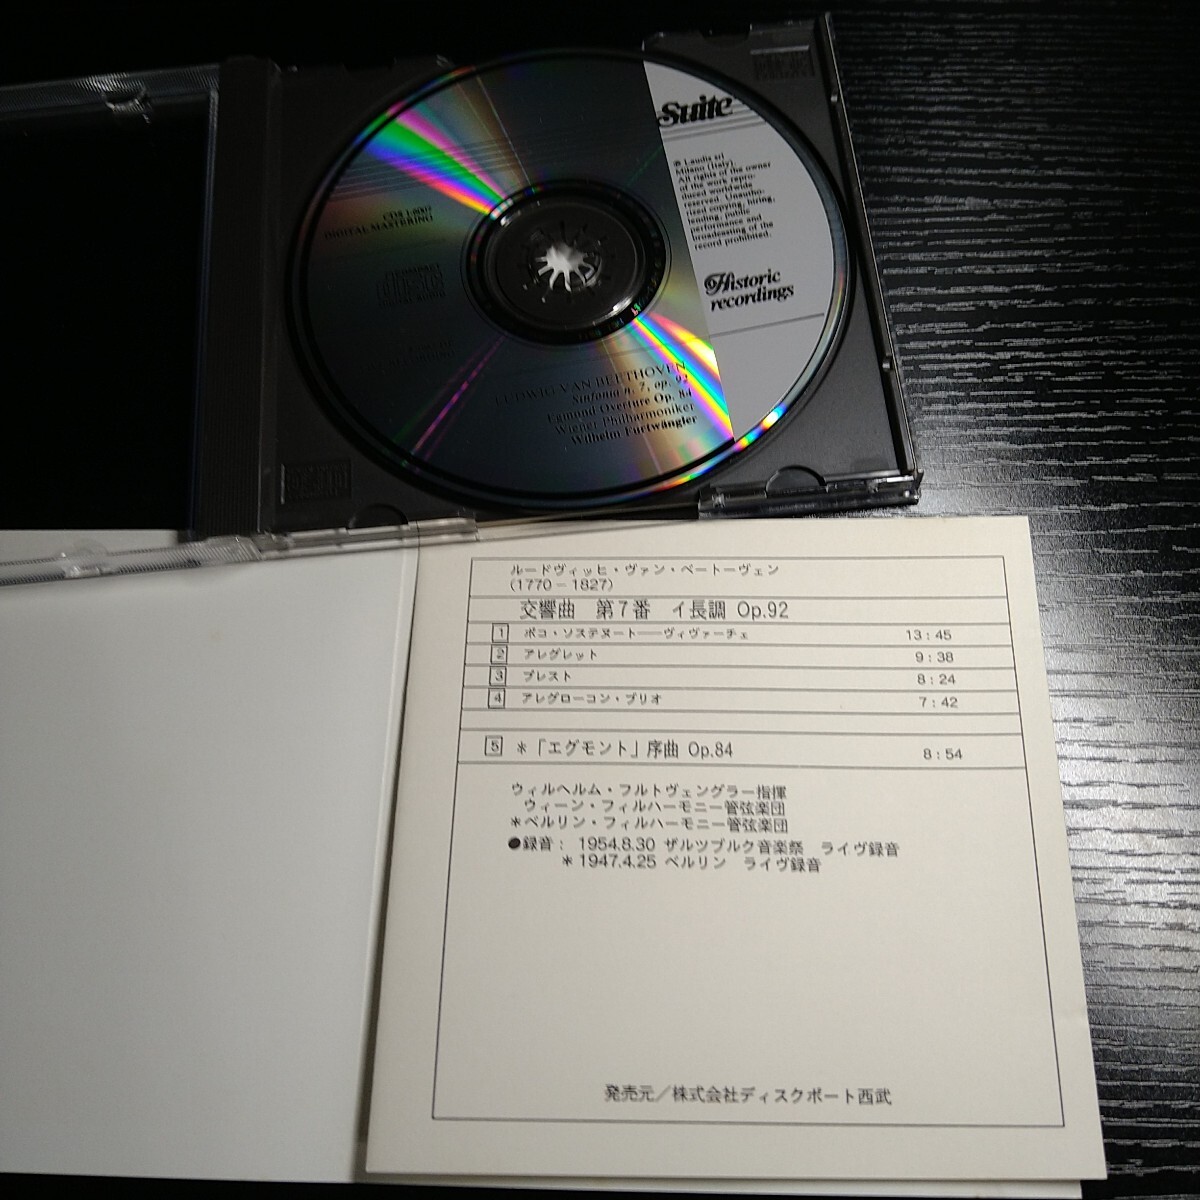 Suite
℗ Laudis srl
Milano (Italy).
All rights of the owner
of the work repro-
duced worldwide
reserved. Unautho-
rized copying, hiring,
lending, public
performance and
broadcasting of the
record prohibited.
Historic
recordings
CDS 1-6001
DIGITAL MASTERING
COMPACT
disc
DIGITAL AUDIO
LUDWIG VAN BEETHOVEN
Sinfonia n. 7, op. 92
Egmund Overture Op. 84
Wiener Philharmoniker
Wilhelm Furtwängler
ルードヴィッヒ・ヴァン・ベートーヴェン
(1770－1827)
交響曲　第7番　イ長調 Op.92
1 ポコ・ソステヌート──ヴィヴァーチェ 13:45
2 アレグレット 9:38
3 プレスト 8:24
4 アレグローコン・ブリオ 7:42
5 ＊「エグモント」序曲 Op.84 8:54
ウィルヘルム・フルトヴェングラー指揮
ウィーン・フィルハーモニー管弦楽団
＊ベルリン・フィルハーモニー管弦楽団
●録音： 1954.8.30 ザルツブルク音楽祭　ライヴ録音
＊1947.4.25 ベルリン　ライヴ録音
発売元／株式会社ディスクポート西武